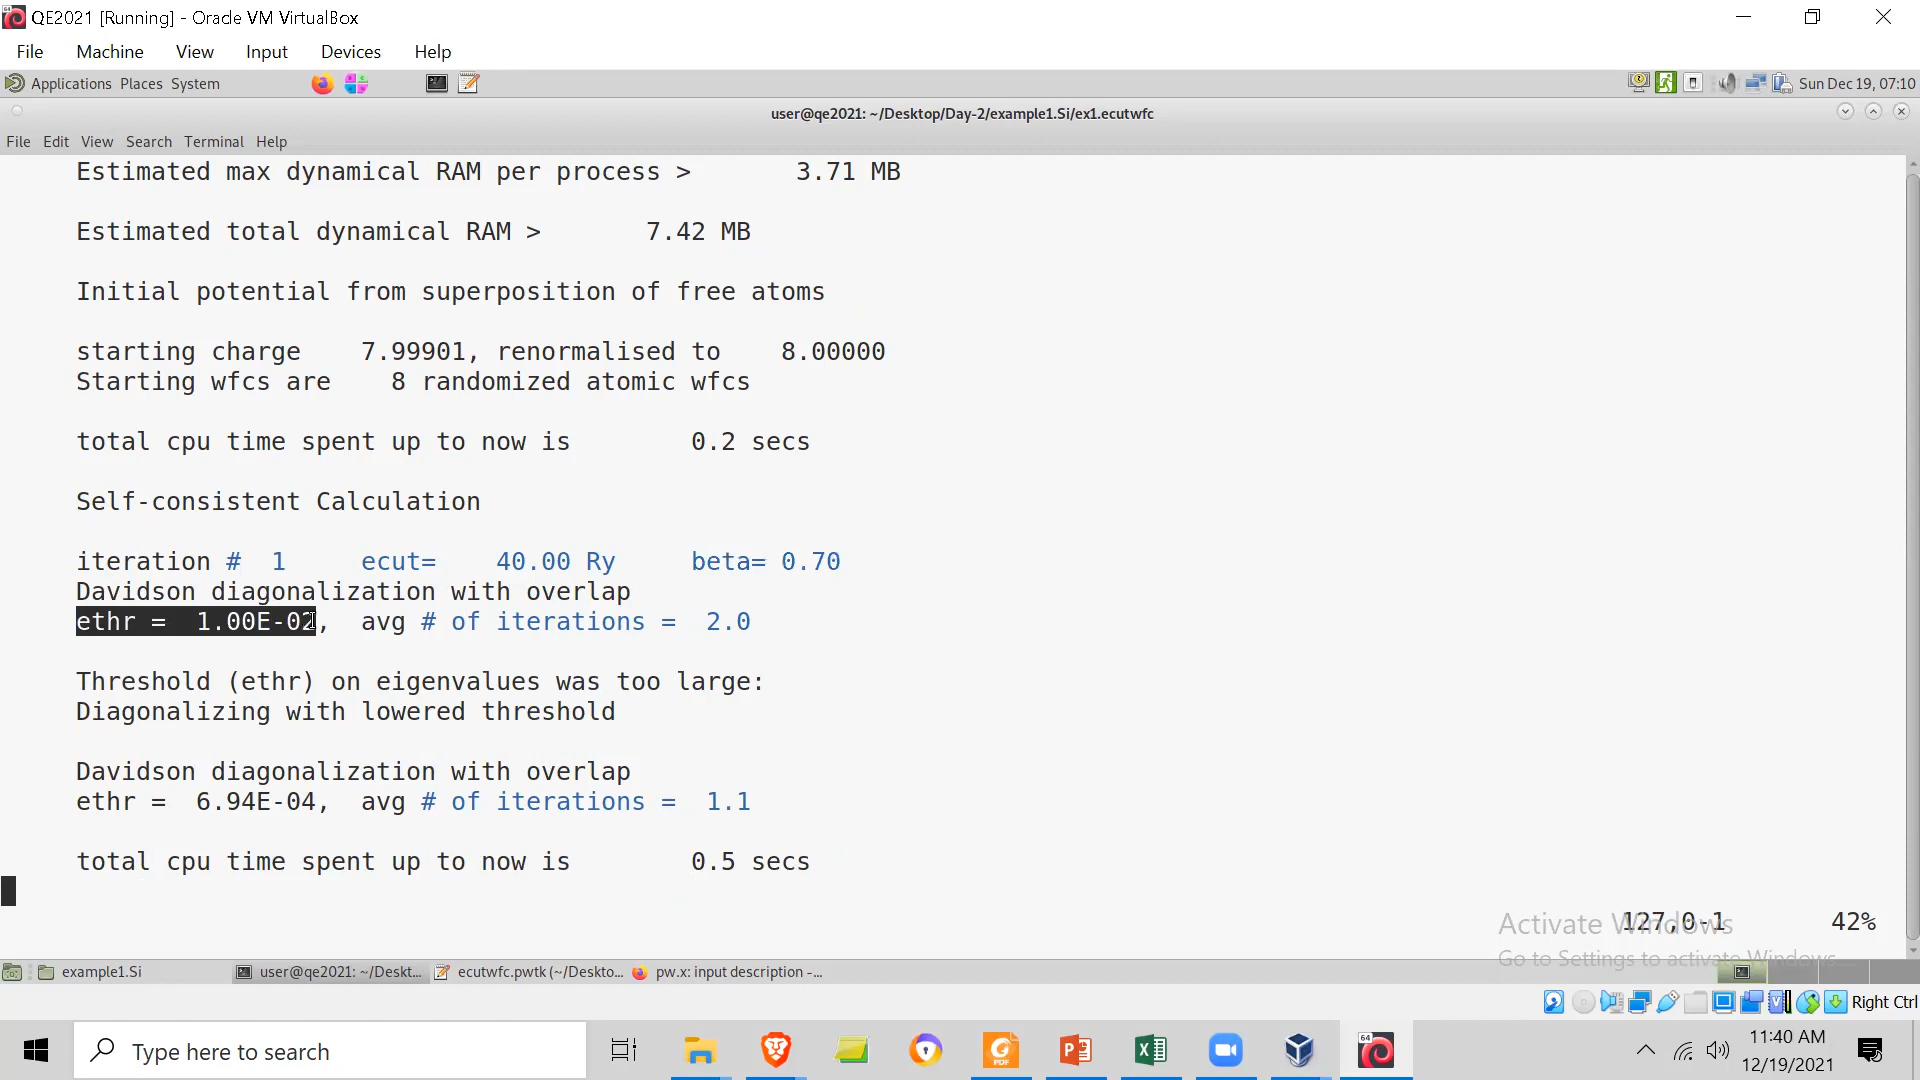 QE2021 [Running] - Oracle VM VirtualBox
File Machine View Input Devices Help
Applications Places System
Sun Dec 19, 07:10
user@qe2021: ~/Desktop/Day-2/example1.Si/ex1.ecutwfc
File Edit View Search Terminal Help
Estimated max dynamical RAM per process > 3.71 MB
Estimated total dynamical RAM > 7.42 MB
Initial potential from superposition of free atoms
starting charge 7.99901, renormalised to 8.00000
Starting wfcs are 8 randomized atomic wfcs
total cpu time spent up to now is 0.2 secs
Self-consistent Calculation
iteration # 1 ecut= 40.00 Ry beta= 0.70
Davidson diagonalization with overlap
ethr = 1.00E-02, avg # of iterations = 2.0
Threshold (ethr) on eigenvalues was too large:
Diagonalizing with lowered threshold
Davidson diagonalization with overlap
ethr = 6.94E-04, avg # of iterations = 1.1
total cpu time spent up to now is 0.5 secs
127,0-1 42%
Activate Windows
Go to Settings to activate Windows.
example1.Si
user@qe2021: ~/Deskt...
ecutwfc.pwtk (~/Deskto...
pw.x: input description -...
Right Ctrl
Type here to search
11:40 AM
12/19/2021